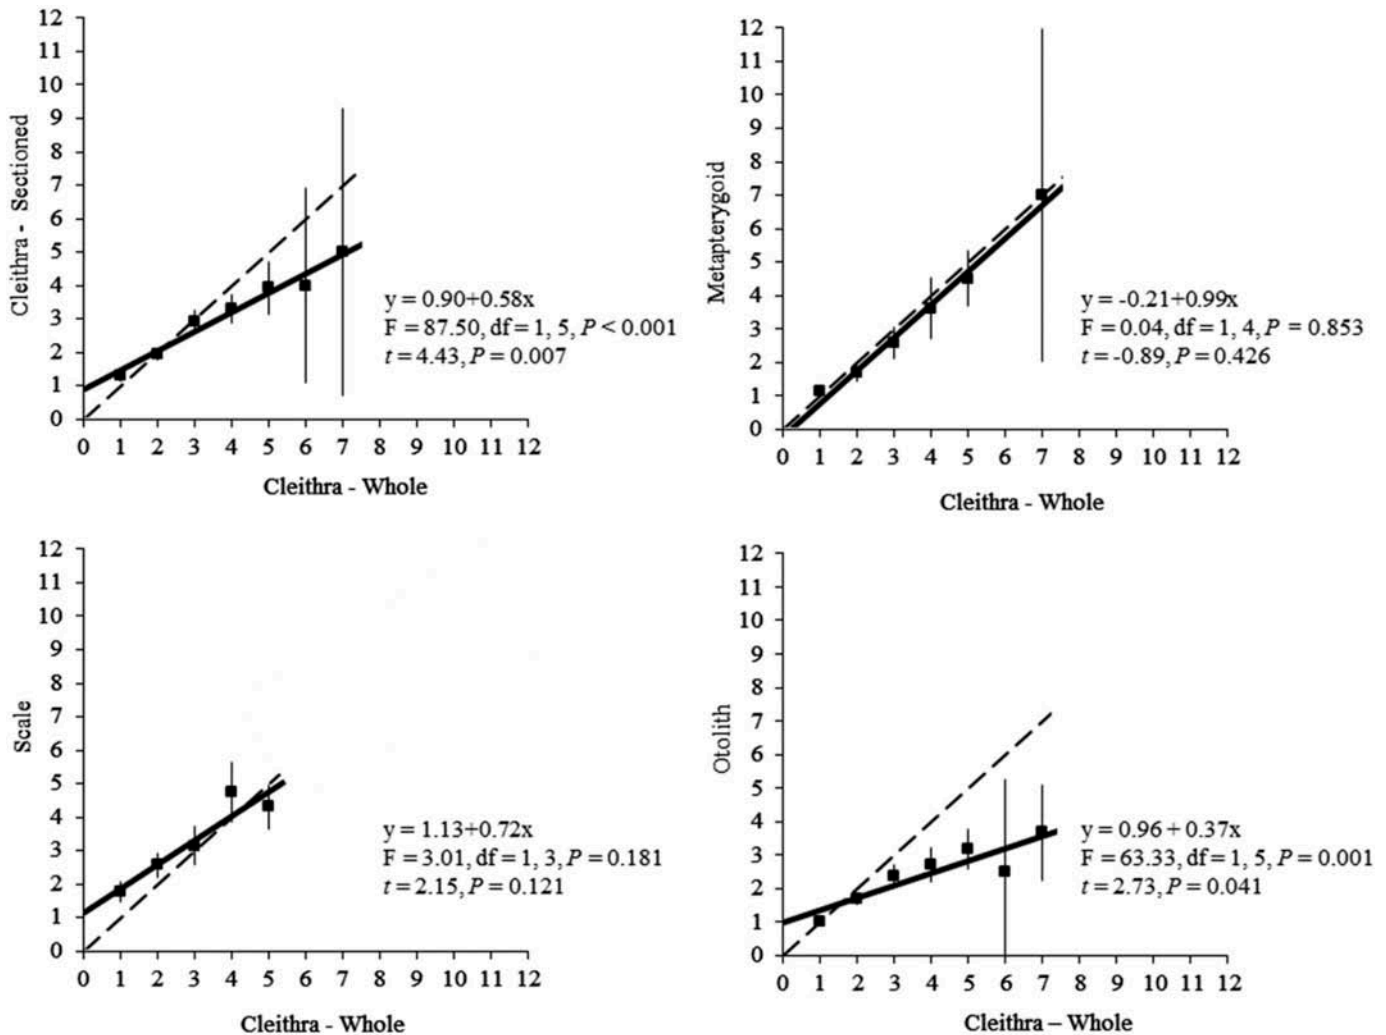 12
11
10
9
8
7
6
5
4
3
2
1
0
Cleithra - Sectioned
y = 0.90+0.58x
F = 87.50, df = 1, 5, P < 0.001
t = 4.43, P = 0.007
0 1 2 3 4 5 6 7 8 9 10 11 12
Cleithra - Whole
12
11
10
9
8
7
6
5
4
3
2
1
0
Metapterygoid
y = -0.21+0.99x
F = 0.04, df = 1, 4, P = 0.853
t = -0.89, P = 0.426
0 1 2 3 4 5 6 7 8 9 10 11 12
Cleithra - Whole
12
11
10
9
8
7
6
5
4
3
2
1
0
Scale
y = 1.13+0.72x
F = 3.01, df = 1, 3, P = 0.181
t = 2.15, P = 0.121
0 1 2 3 4 5 6 7 8 9 10 11 12
Cleithra - Whole
12
11
10
9
8
7
6
5
4
3
2
1
0
Otolith
y = 0.96 + 0.37x
F = 63.33, df = 1, 5, P = 0.001
t = 2.73, P = 0.041
0 1 2 3 4 5 6 7 8 9 10 11 12
Cleithra – Whole